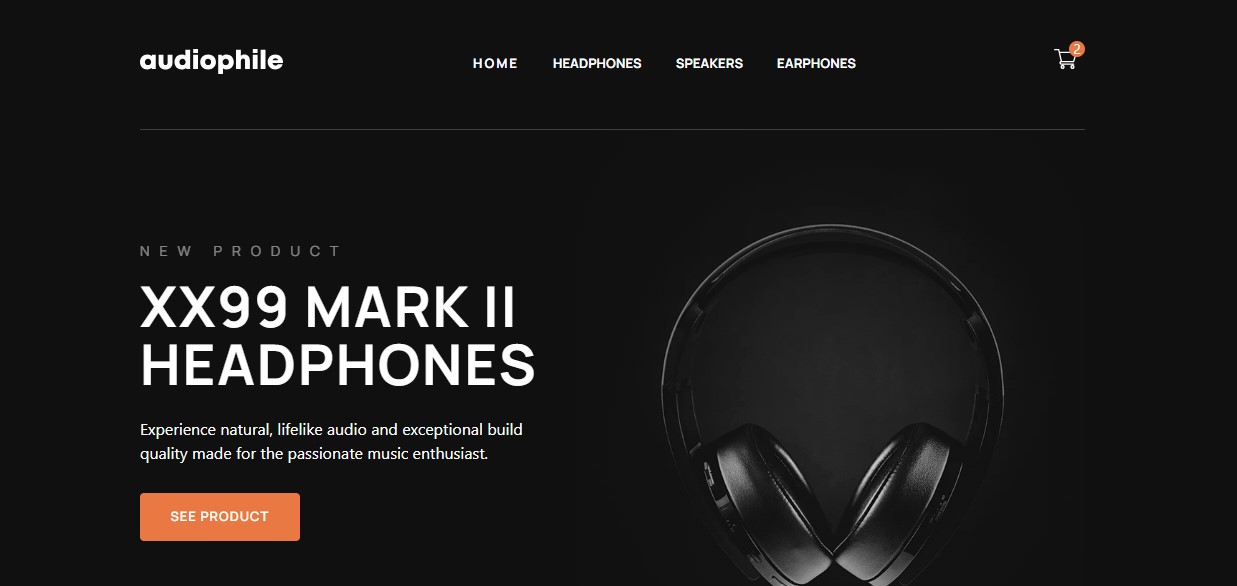 audiophile
HOME HEADPHONES SPEAKERS EARPHONES
2
NEW PRODUCT
XX99 MARK II
HEADPHONES
Experience natural, lifelike audio and exceptional build
quality made for the passionate music enthusiast.
SEE PRODUCT